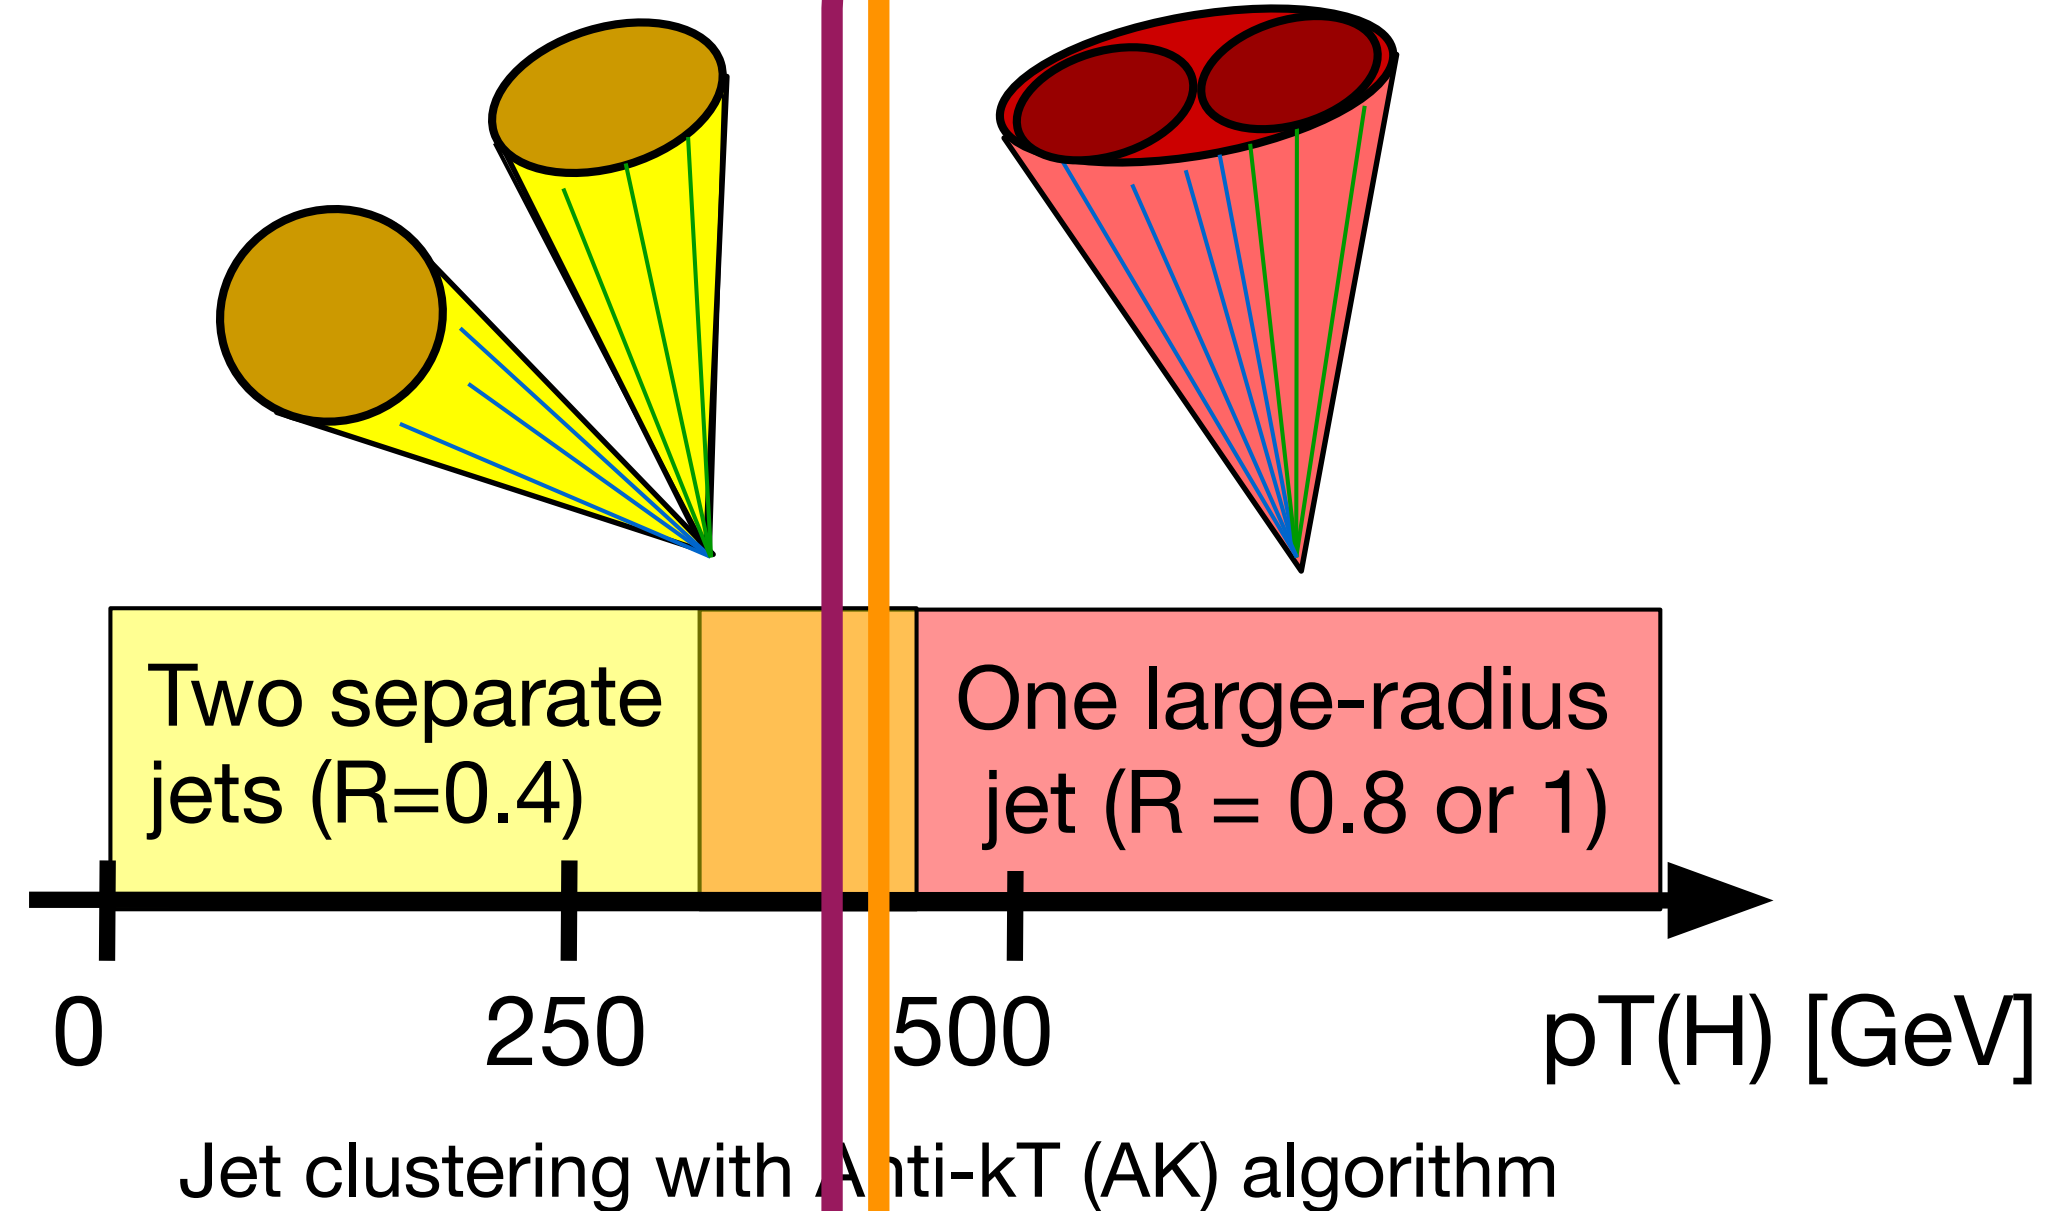 Two separate
jets (R=0.4)
One large-radius
jet (R = 0.8 or 1)
0
250
500
pT(H) [GeV]
Jet clustering with Anti-kT (AK) algorithm